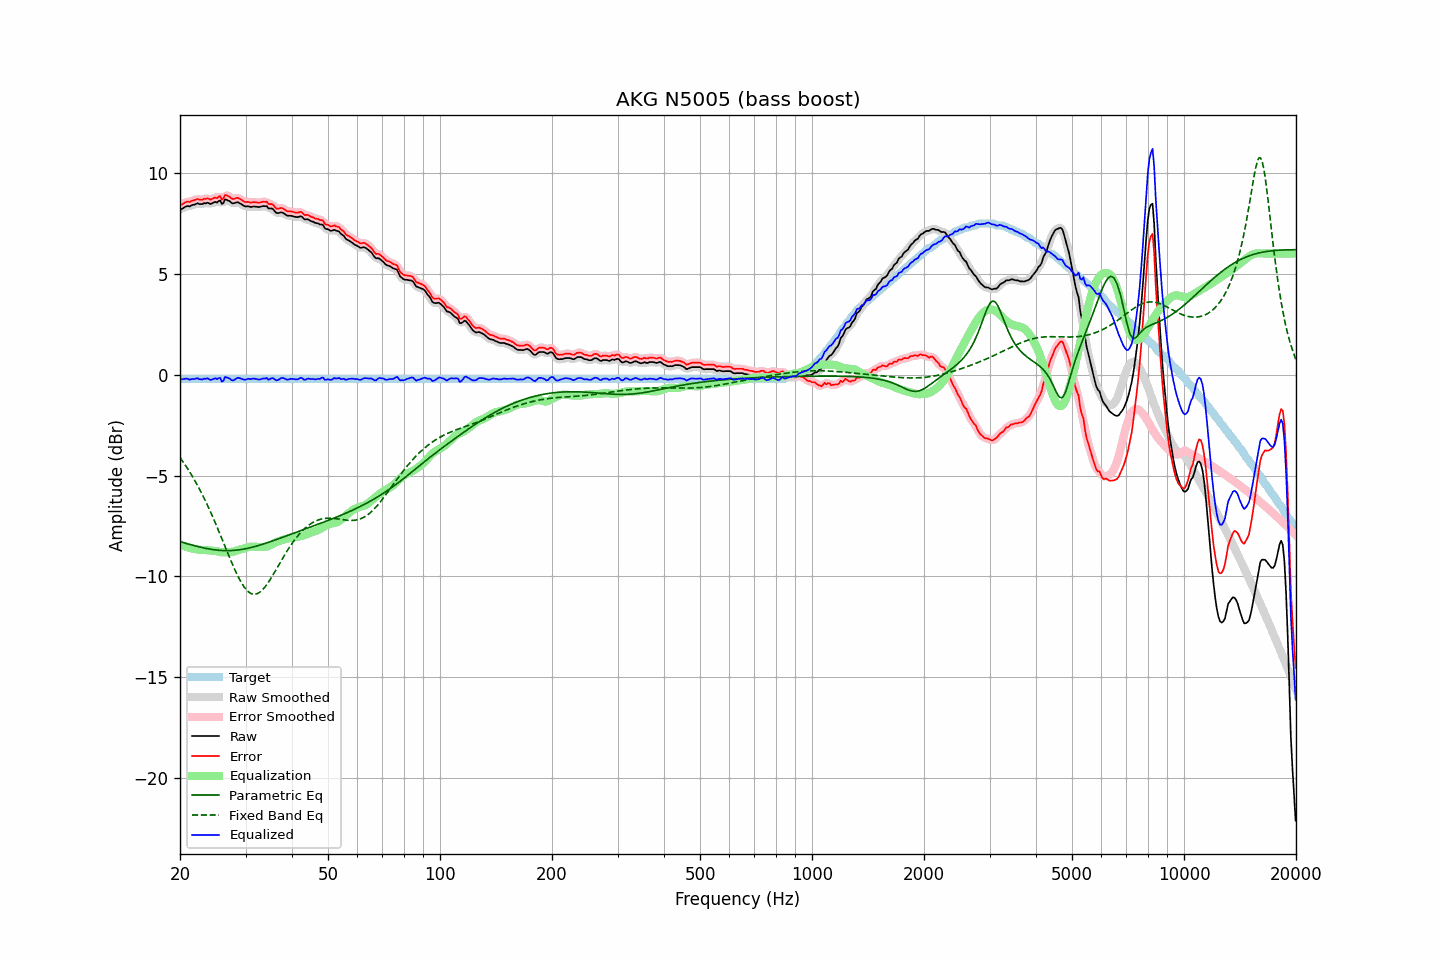 AKG N5005 (bass boost)
Amplitude (dBr)
10
5
0
−5
−10
−15
−20
Target
Raw Smoothed
Error Smoothed
Raw
Error
Equalization
Parametric Eq
Fixed Band Eq
Equalized
20 50 100 200 500 1000 2000 5000 10000 20000
Frequency (Hz)